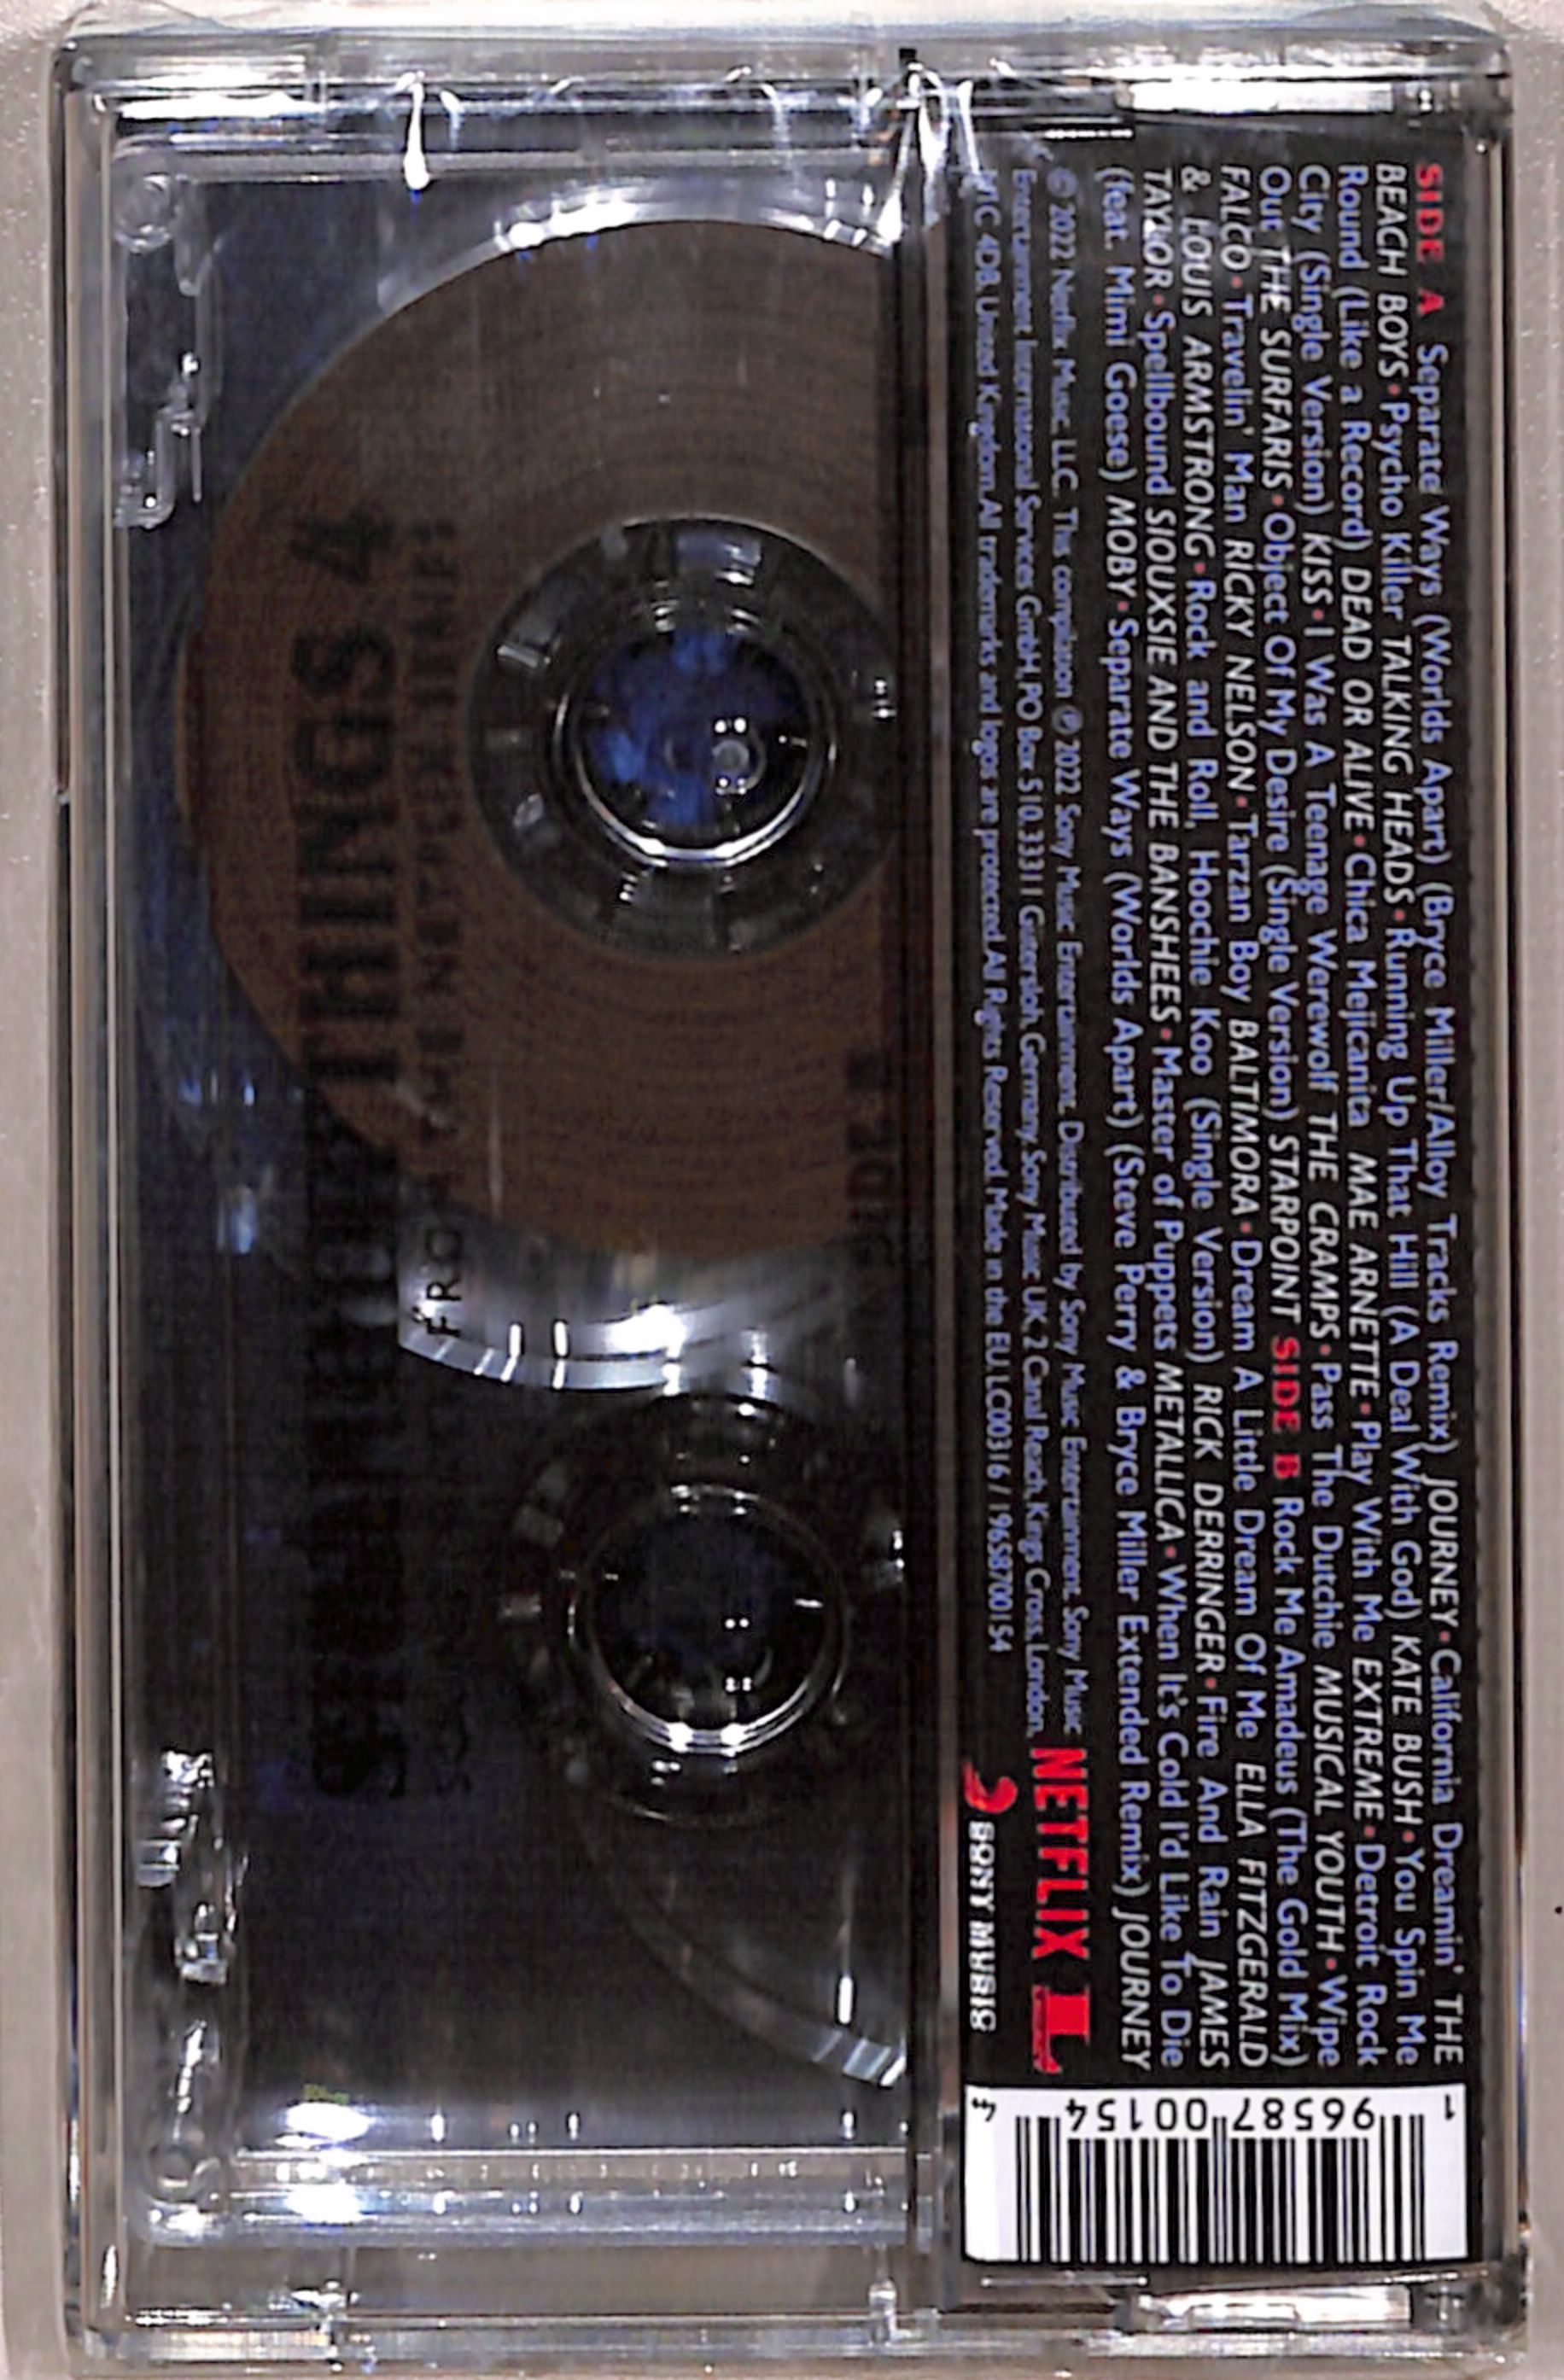 SIDE A Separate Ways (Worlds Apart) (Bryce Miller/Alloy Tracks Remix) JOURNEY • California Dreamin' THE
BEACH BOYS • Psycho Killer TALKING HEADS • Running Up That Hill (A Deal With God) KATE BUSH • You Spin Me
Round (Like a Record) DEAD OR ALIVE • Chica Mejicanita MAE ARNETTE • Play With Me EXTREME • Detroit Rock
City (Single Version) KISS • I Was A Teenage Werewolf THE CRAMPS • Pass The Dutchie MUSICAL YOUTH • Wipe
Out THE SURFARIS • Object Of My Desire (Single Version) STARPOINT SIDE B Rock Me Amadeus (The Gold Mix)
FALCO • Travelin' Man RICKY NELSON • Tarzan Boy BALTIMORA • Dream A Little Dream Of Me ELLA FITZGERALD
& LOUIS ARMSTRONG • Rock and Roll, Hoochie Koo (Single Version) RICK DERRINGER • Fire And Rain JAMES
TAYLOR • Spellbound SIOUXSIE AND THE BANSHEES • Master of Puppets METALLICA • When It's Cold I'd Like To Die
(feat. Mimi Goese) MOBY • Separate Ways (Worlds Apart) (Steve Perry & Bryce Miller Extended Remix) JOURNEY
© 2022 Netflix Music, LLC. This compilation ℗ 2022 Sony Music Entertainment. Distributed by Sony Music Entertainment. Sony Music
Entertainment International Services GmbH, PO Box 510, 33311 Gütersloh, Germany. Sony Music UK, 2 Canal Reach, Kings Cross, London,
N1C 4DB, United Kingdom. All trademarks and logos are protected. All Rights Reserved. Made in the EU. LC00316 / 19658700154
NETFLIX L
SONY MUSIC
1 96587 00154 4
THINGS 4
FROM THE NETFLIX SERIES
SIDE